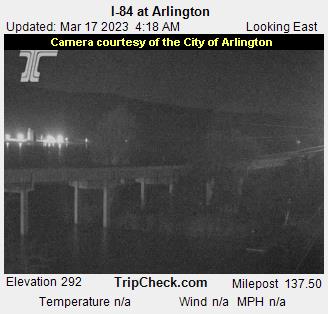 I-84 at Arlington
Updated: Mar 17 2023 4:18 AM Looking East
Camera courtesy of the City of Arlington
Elevation 292 TripCheck.com Milepost 137.50
Temperature n/a Wind n/a MPH n/a